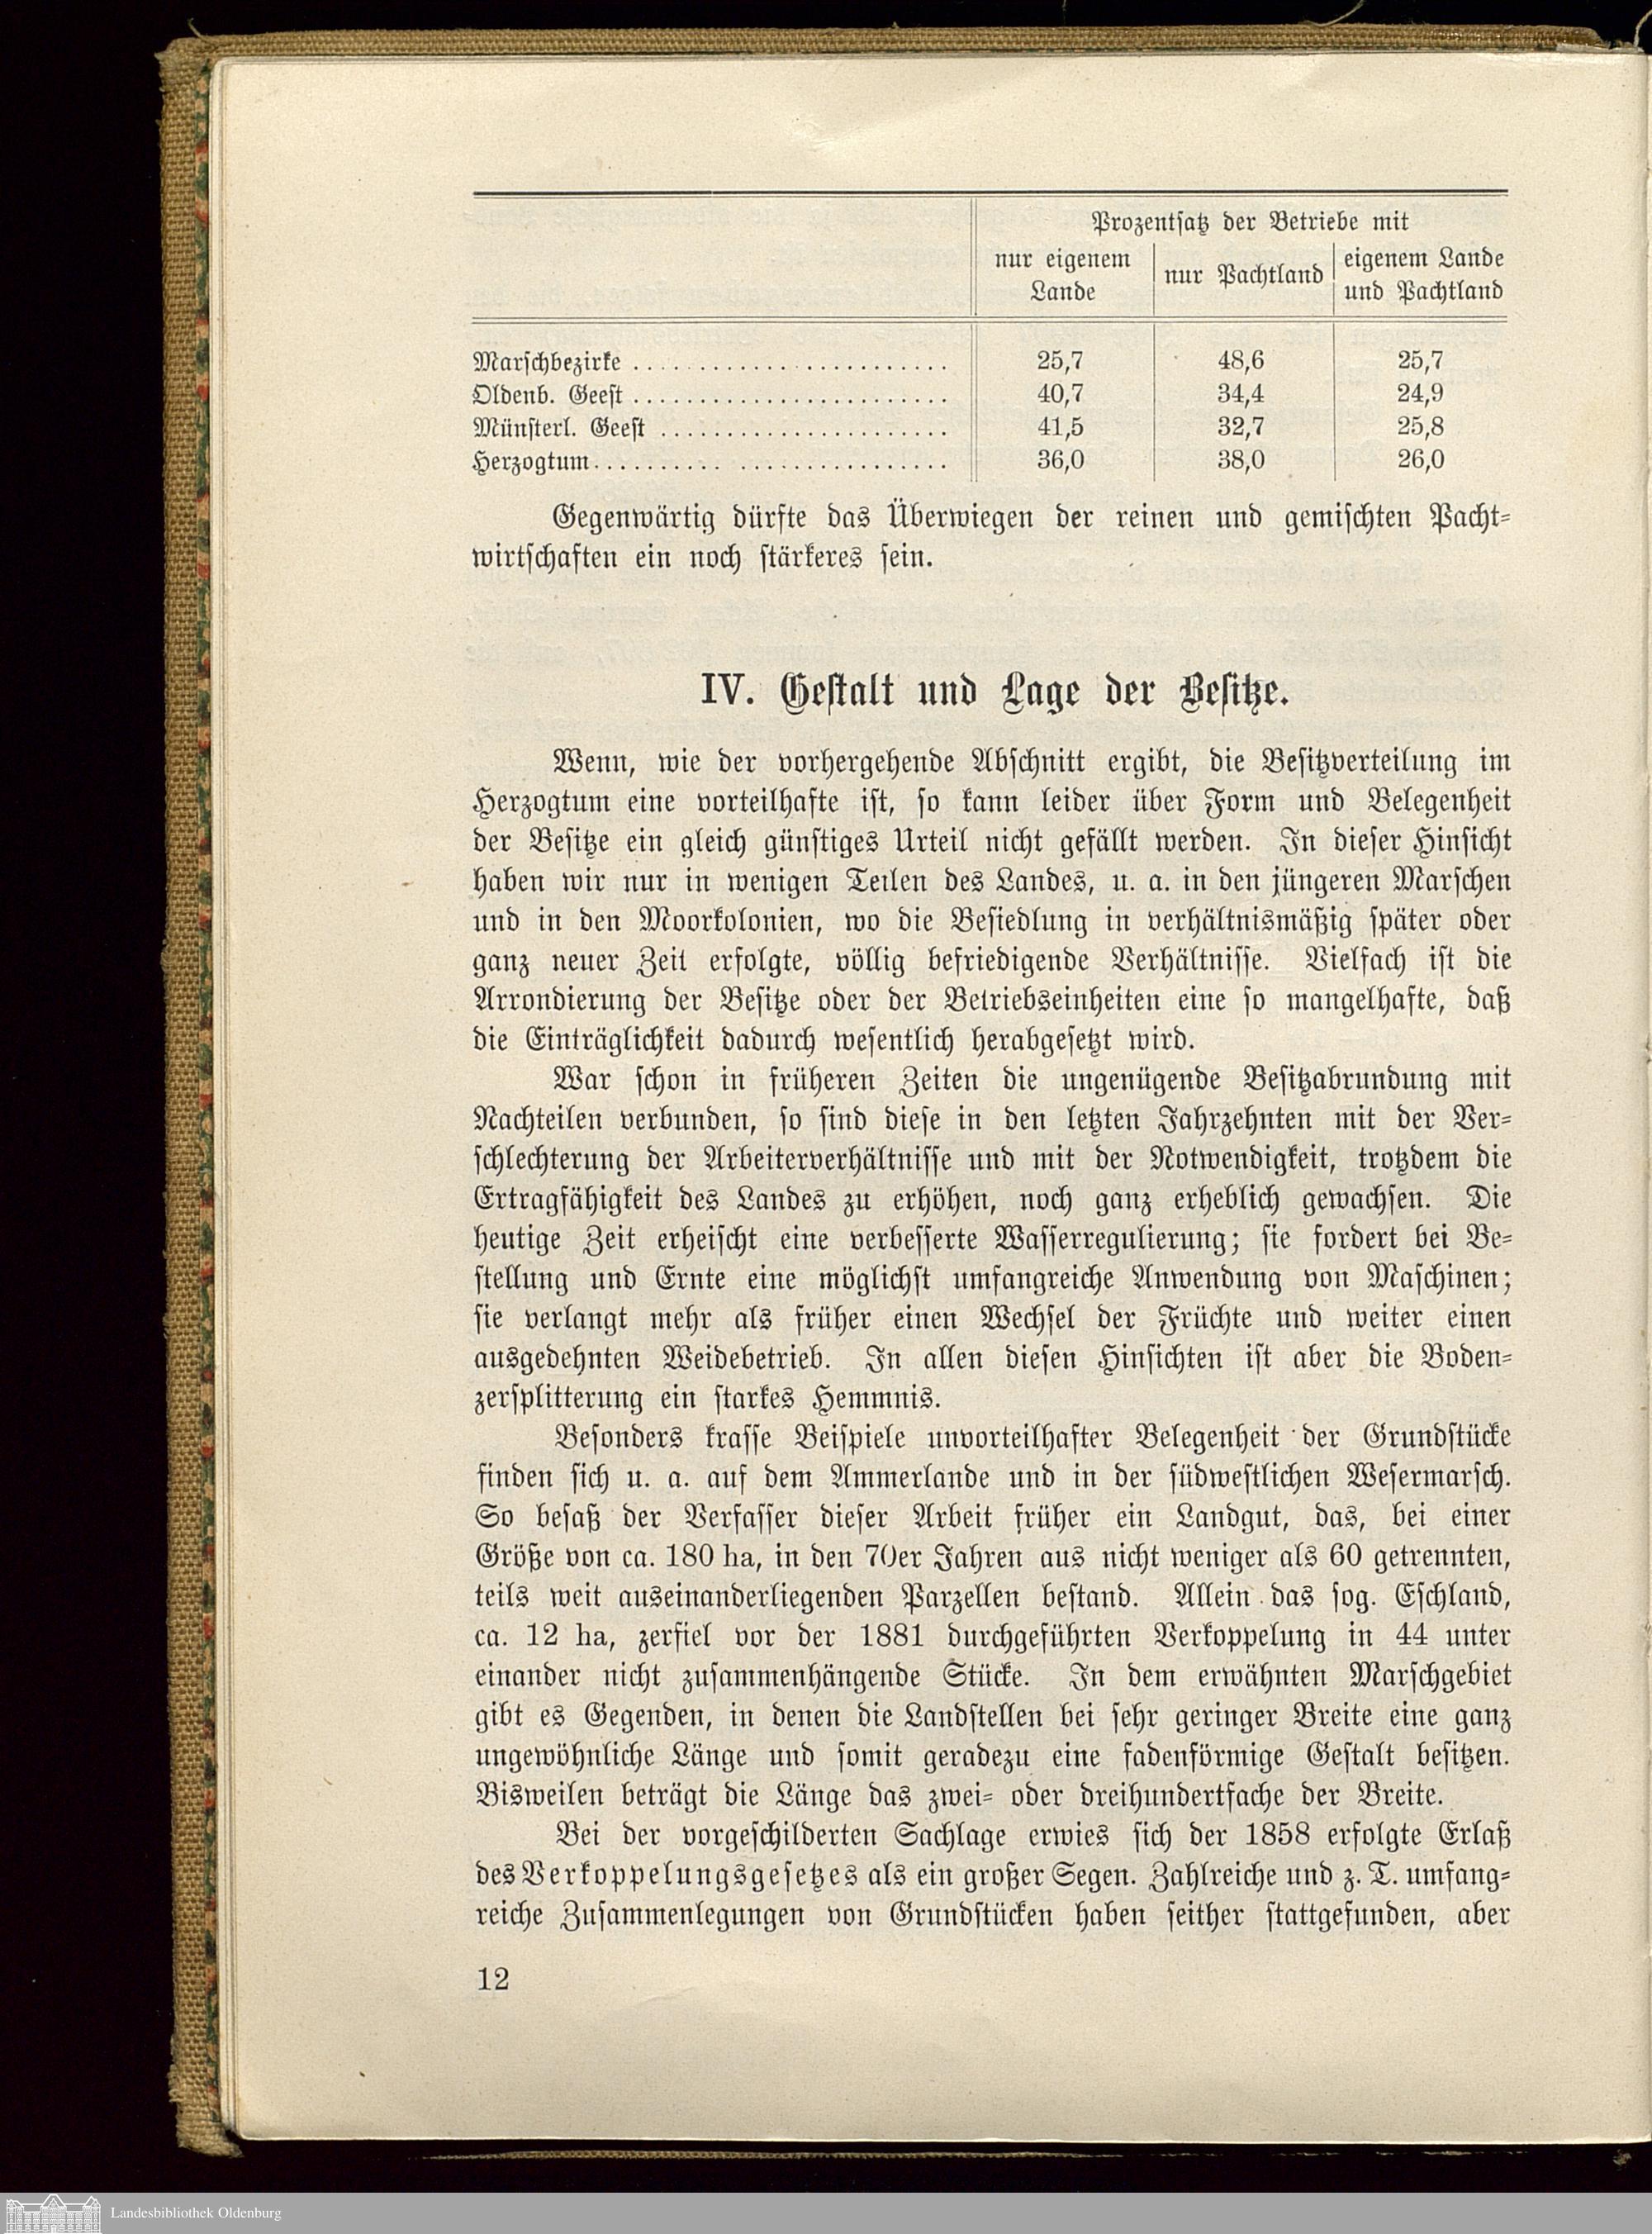 Prozentsatz der Betriebe mit
nur eigenem Lande | nur Pachtland | eigenem Lande und Pachtland
Marschbezirke ........................ 25,7 48,6 25,7
Oldenb. Geest ........................ 40,7 34,4 24,9
Münsterl. Geest ...................... 41,5 32,7 25,8
Herzogtum.......... ................ 36,0 38,0 26,0
Gegenwärtig dürfte das Überwiegen der reinen und gemischten Pacht-
wirtschaften ein noch stärkeres sein.
IV. Gestalt und Lage der Besitze.
Wenn, wie der vorhergehende Abschnitt ergibt, die Besitzverteilung im
Herzogtum eine vorteilhafte ist, so kann leider über Form und Belegenheit
der Besitze ein gleich günstiges Urteil nicht gefällt werden. In dieser Hinsicht
haben wir nur in wenigen Teilen des Landes, u. a. in den jüngeren Marschen
und in den Moorkolonien, wo die Besiedlung in verhältnismäßig später oder
ganz neuer Zeit erfolgte, völlig befriedigende Verhältnisse. Vielfach ist die
Arrondierung der Besitze oder der Betriebseinheiten eine so mangelhafte, daß
die Einträglichkeit dadurch wesentlich herabgesetzt wird.
War schon in früheren Zeiten die ungenügende Besitzabrundung mit
Nachteilen verbunden, so sind diese in den letzten Jahrzehnten mit der Ver-
schlechterung der Arbeiterverhältnisse und mit der Notwendigkeit, trotzdem die
Ertragfähigkeit des Landes zu erhöhen, noch ganz erheblich gewachsen. Die
heutige Zeit erheischt eine verbesserte Wasserregulierung; sie fordert bei Be-
stellung und Ernte eine möglichst umfangreiche Anwendung von Maschinen;
sie verlangt mehr als früher einen Wechsel der Früchte und weiter einen
ausgedehnten Weidebetrieb. In allen diesen Hinsichten ist aber die Boden-
zersplitterung ein starkes Hemmnis.
Besonders krasse Beispiele unvorteilhafter Belegenheit der Grundstücke
finden sich u. a. auf dem Ammerlande und in der südwestlichen Wesermarsch.
So besaß der Verfasser dieser Arbeit früher ein Landgut, das, bei einer
Größe von ca. 180 ha, in den 70er Jahren aus nicht weniger als 60 getrennten,
teils weit auseinanderliegenden Parzellen bestand. Allein das sog. Eschland,
ca. 12 ha, zerfiel vor der 1881 durchgeführten Verkoppelung in 44 unter
einander nicht zusammenhängende Stücke. In dem erwähnten Marschgebiet
gibt es Gegenden, in denen die Landstellen bei sehr geringer Breite eine ganz
ungewöhnliche Länge und somit geradezu eine fadenförmige Gestalt besitzen.
Bisweilen beträgt die Länge das zwei- oder dreihundertfache der Breite.
Bei der vorgeschilderten Sachlage erwies sich der 1858 erfolgte Erlaß
des Verkoppelungsgesetzes als ein großer Segen. Zahlreiche und z. T. umfang-
reiche Zusammenlegungen von Grundstücken haben seither stattgefunden, aber
12
Landesbibliothek Oldenburg